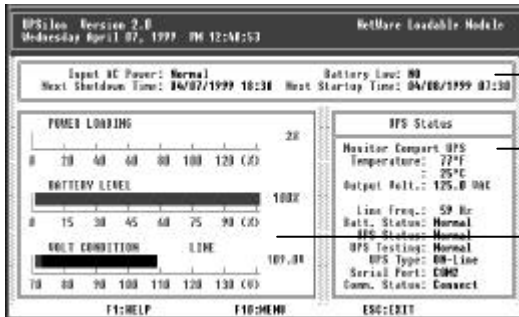 UPSilon Version 2.0 NetWare Loadable Module
Wednesday April 07, 1999 PM 12:48:53
Input AC Power: Normal Battery Low: NO
Next Shutdown Time: 04/07/1999 18:30 Next Startup Time: 04/08/1999 07:30
POWER LOADING
2%
0 20 40 60 80 100 120 (%)
BATTERY LEVEL
100%
0 15 30 45 60 75 90 (%)
VOLT CONDITION LINE
109.0V
70 80 90 100 110 120 130 (V)
UPS Status
Monitor Comport UPS
Temperature: 77°F
: 25°C
Output Volt.: 125.0 VAC
Line Freq.: 59 Hz
Batt. Status: Normal
UPS Status: Normal
UPS Testing: Normal
UPS Type: ON-Line
Serial Port: COM2
Comm. Status: Connect
F1:HELP F10:MENU ESC:EXIT